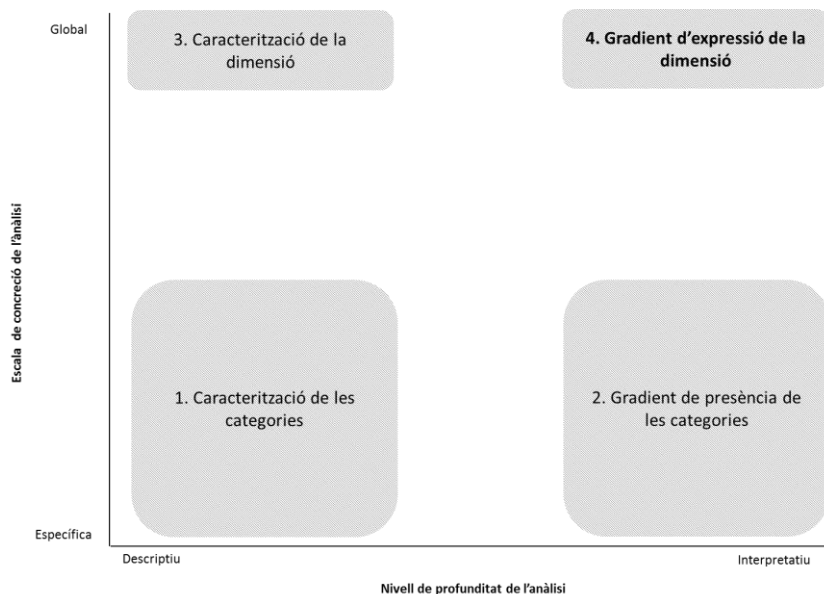 Global
3. Caracterització de la
dimensió
4. Gradient d’expressió de la
dimensió
Escala de concreció de l’anàlisi
1. Caracterització de les
categories
2. Gradient de presència de
les categories
Específica
Descriptiu
Interpretatiu
Nivell de profunditat de l’anàlisi